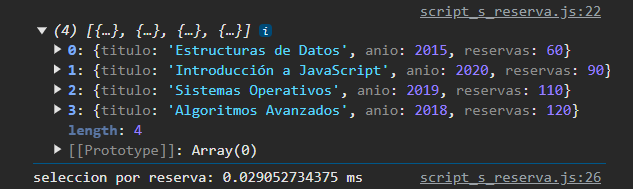 script_s_reserva.js:22
▼ (4) [{…}, {…}, {…}, {…}] i
▶ 0: {titulo: 'Estructuras de Datos', anio: 2015, reservas: 60}
▶ 1: {titulo: 'Introducción a JavaScript', anio: 2020, reservas: 90}
▶ 2: {titulo: 'Sistemas Operativos', anio: 2019, reservas: 110}
▶ 3: {titulo: 'Algoritmos Avanzados', anio: 2018, reservas: 120}
length: 4
▶ [[Prototype]]: Array(0)
seleccion por reserva: 0.029052734375 ms script_s_reserva.js:26